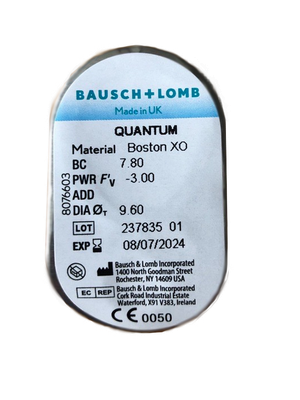 BAUSCH + LOMB
Made in UK
QUANTUM
Material Boston XO
BC 7.80
PWR F'V -3.00
ADD
DIA ØT 9.60
LOT 237835 01
EXP 08/07/2024
8076603
Bausch & Lomb Incorporated
1400 North Goodman Street
Rochester, NY 14609 USA
EC REP Bausch & Lomb Incorporated
Cork Road Industrial Estate
Waterford, X91 V383, Ireland
CE 0050